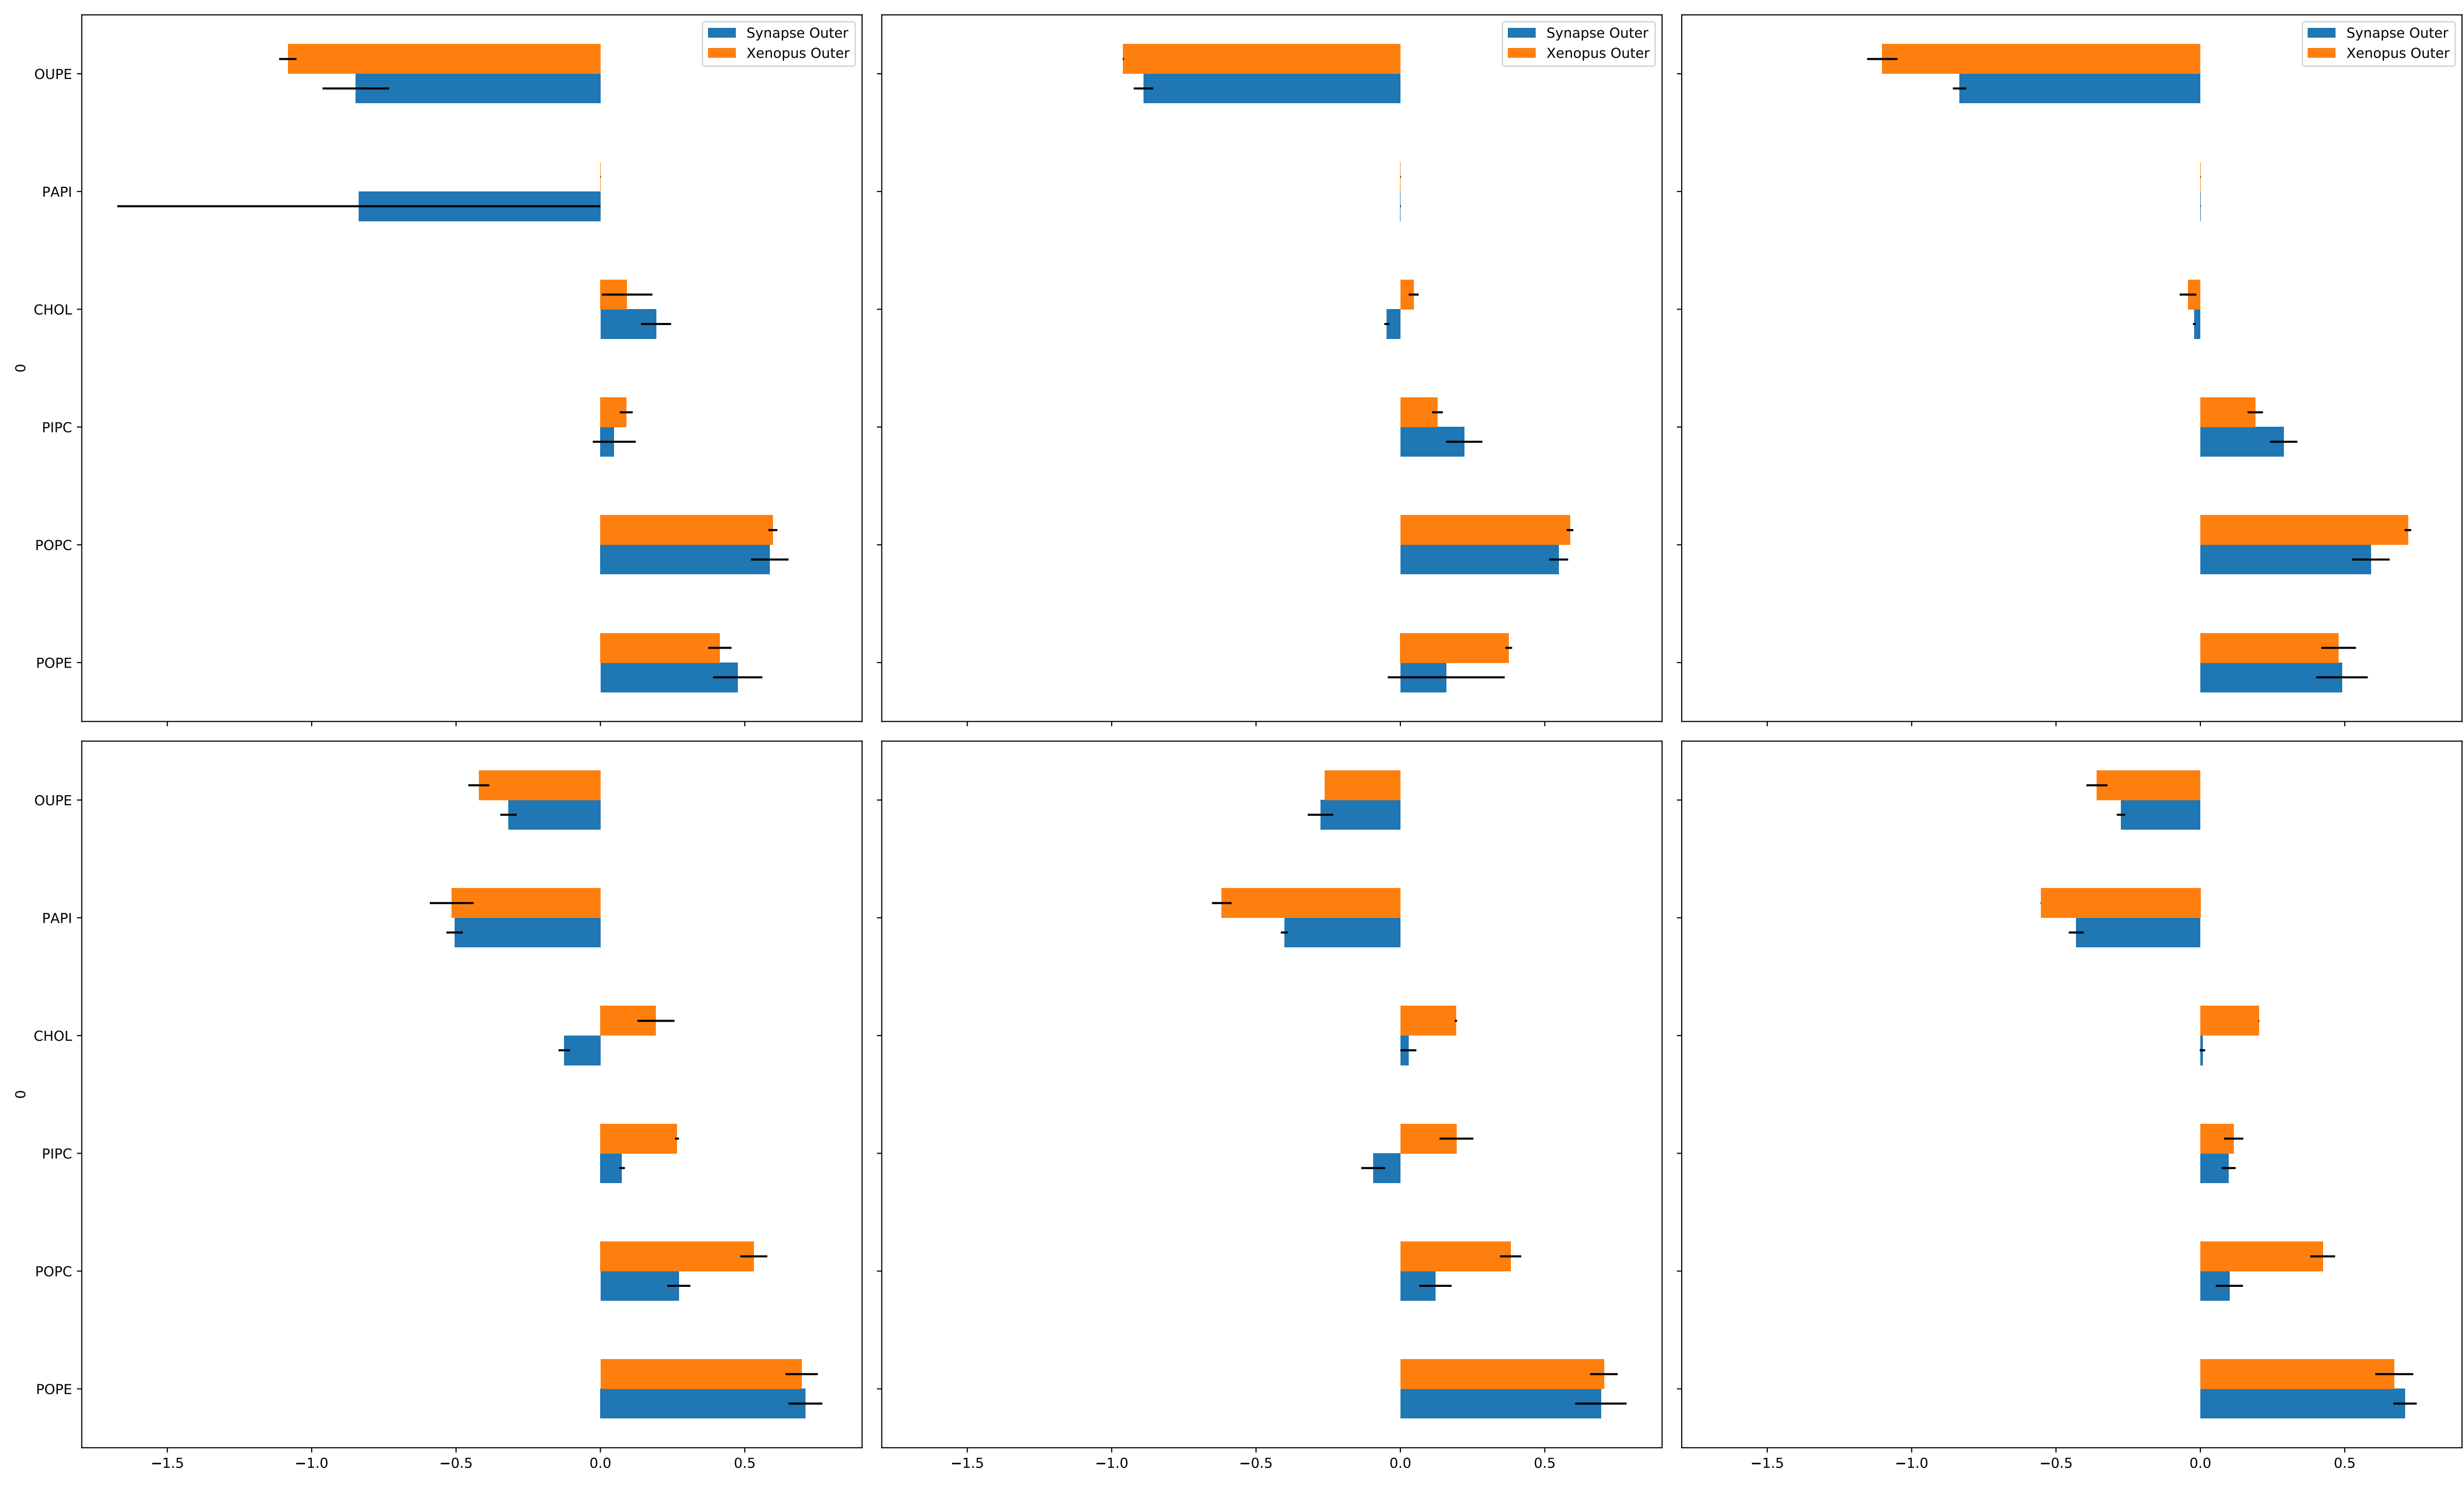 Synapse Outer
Xenopus Outer
Synapse Outer
Xenopus Outer
Synapse Outer
Xenopus Outer
OUPE
PAPI
CHOL
0
PIPC
POPC
POPE
OUPE
PAPI
CHOL
0
PIPC
POPC
POPE
−1.5 −1.0 −0.5 0.0 0.5
−1.5 −1.0 −0.5 0.0 0.5
−1.5 −1.0 −0.5 0.0 0.5